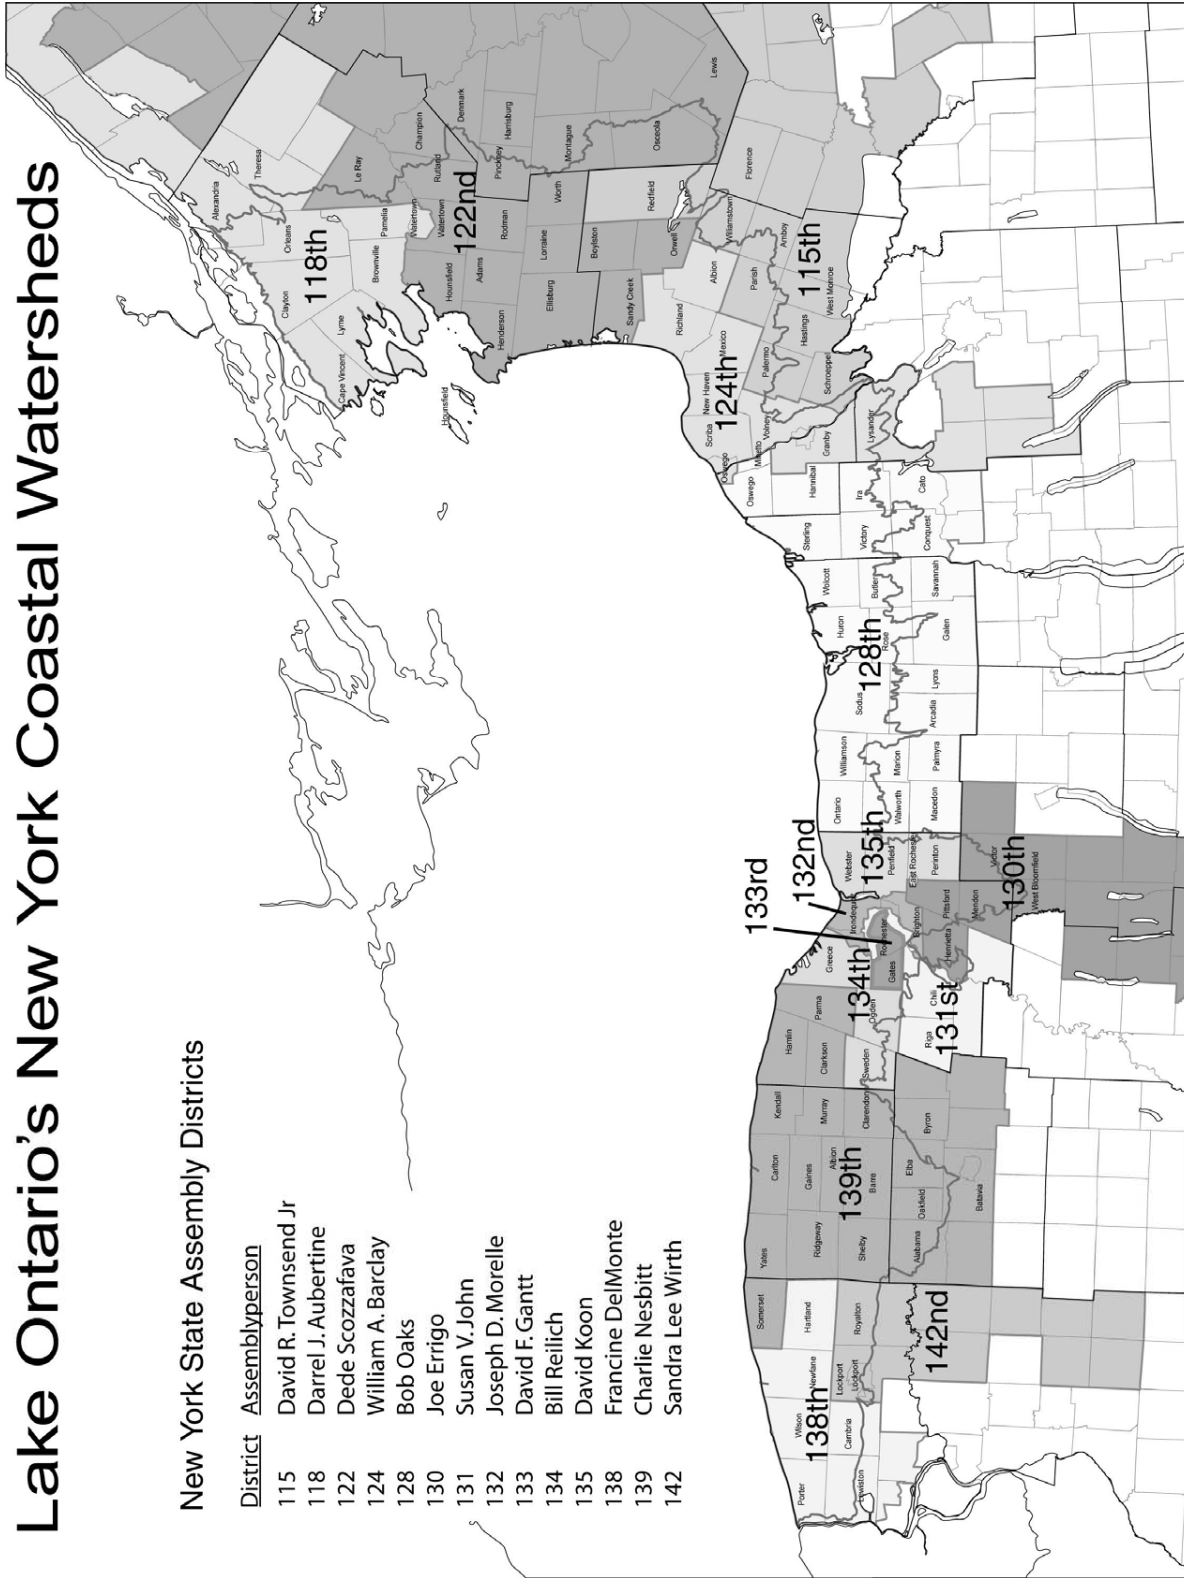 Lake Ontario's New York Coastal Watersheds
New York State Assembly Districts
District Assemblyperson
115 David R. Townsend Jr
118 Darrel J. Aubertine
122 Dede Scozzafava
124 William A. Barclay
128 Bob Oaks
130 Joe Errigo
131 Susan V. John
132 Joseph D. Morelle
133 David F. Gantt
134 Bill Reilich
135 David Koon
138 Francine DelMonte
139 Charlie Nesbitt
142 Sandra Lee Wirth
Alexandria
Theresa
Clayton
Orleans
118th
Cape Vincent
Lyme
Brownville
Pamelia
Watertown
Le Ray
Champion
Rutland
Denmark
Hounsfield
Hounsfield
Watertown
122nd
Pinckney
Harrisburg
Henderson
Adams
Rodman
Ellisburg
Lorraine
Worth
Montague
Lewis
Sandy Creek
Boylston
Redfield
Osceola
Richland
Orwell
Albion
Williamstown
Florence
Mexico
New Haven
124th
Parish
Amboy
115th
Scriba
Palermo
Hastings
West Monroe
Oswego
Oswego
Minetto
Volney
Schroeppel
Granby
Lysander
Hannibal
Sterling
Ira
Cato
Victory
Conquest
Wolcott
Butler
Savannah
Huron
Rose
Galen
128th
Sodus
Lyons
Arcadia
Williamson
Marion
Palmyra
Ontario
Walworth
Macedon
133rd
132nd
135th
Webster
Penfield
East Rochester
Perinton
Victor
130th
West Bloomfield
Irondequoit
Brighton
Pittsford
Mendon
Rochester
Henrietta
Greece
Gates
134th
Ogden
Chili
131st
Riga
Parma
Hamlin
Clarkson
Sweden
Kendall
Murray
Clarendon
Byron
Carlton
Gaines
Albion
139th
Barre
Elba
Oakfield
Batavia
Yates
Ridgeway
Shelby
Alabama
Somerset
Hartland
Royalton
142nd
Newfane
Lockport
Lockport
Wilson
138th
Cambria
Porter
Lewiston